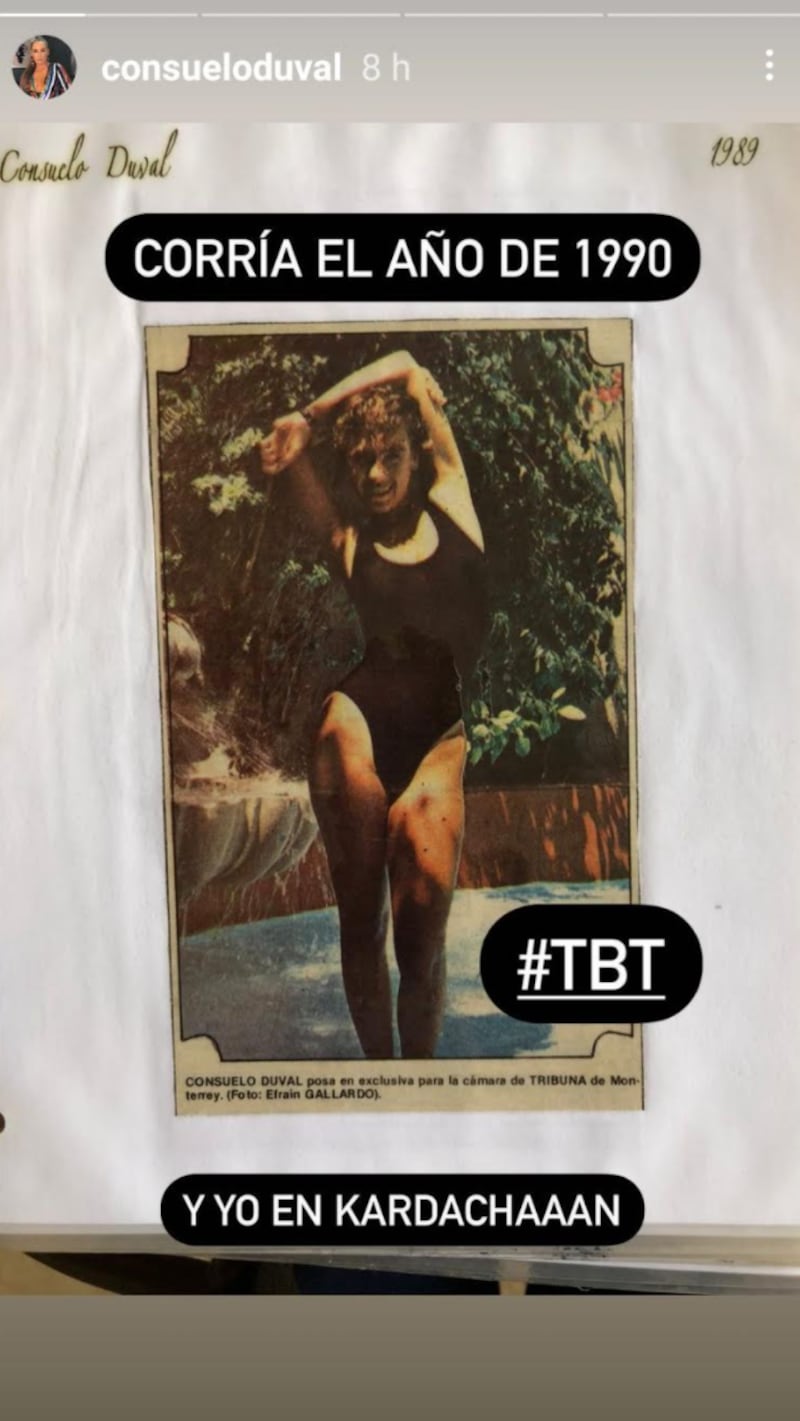 consueloduval 8 h
Consuelo Duval
1989
CORRÍA EL AÑO DE 1990
#TBT
CONSUELO DUVAL posa en exclusiva para la cámara de TRIBUNA de Mon-
terrey. (Foto: Efraín GALLARDO).
Y YO EN KARDACHAAAN